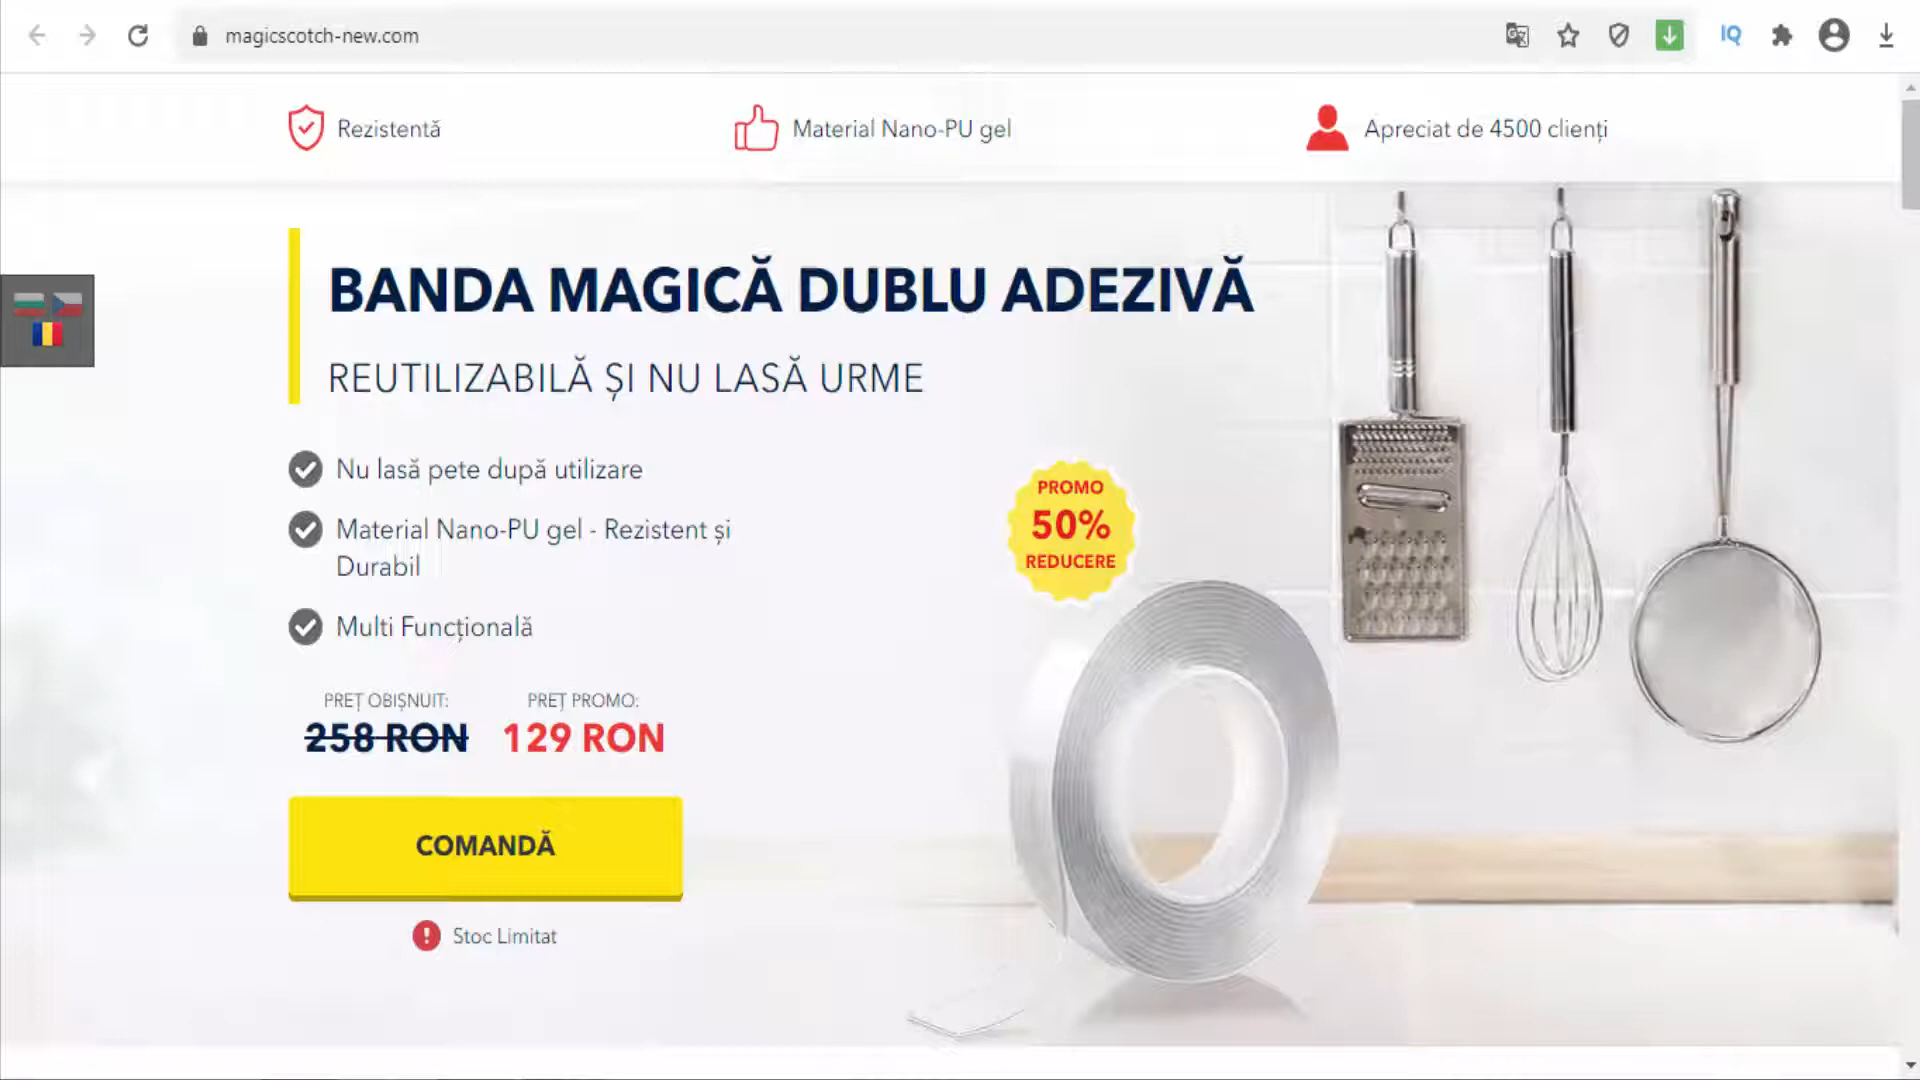 magicscotch-new.com
IQ
Rezistentă
Material Nano-PU gel
Apreciat de 4500 clienți
BANDA MAGICĂ DUBLU ADEZIVĂ
REUTILIZABILĂ ȘI NU LASĂ URME
Nu lasă pete după utilizare
Material Nano-PU gel - Rezistent și
Durabil
Multi Funcțională
PROMO
50%
REDUCERE
PREȚ OBIȘNUIT:
PREȚ PROMO:
258 RON
129 RON
COMANDĂ
Stoc Limitat